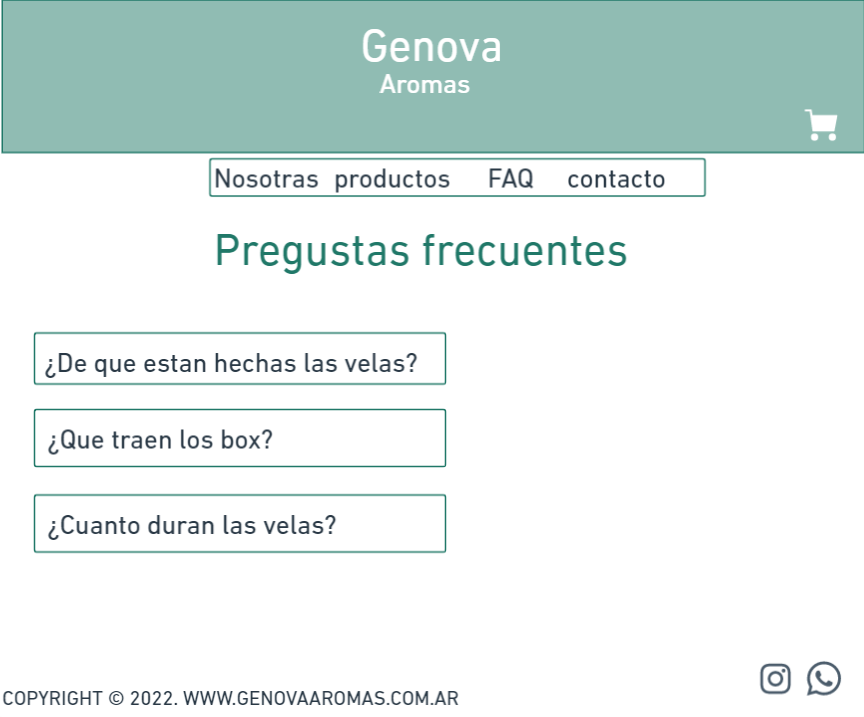 Genova
Aromas
Nosotras productos FAQ contacto
Pregustas frecuentes
¿De que estan hechas las velas?
¿Que traen los box?
¿Cuanto duran las velas?
COPYRIGHT © 2022. WWW.GENOVAAROMAS.COM.AR